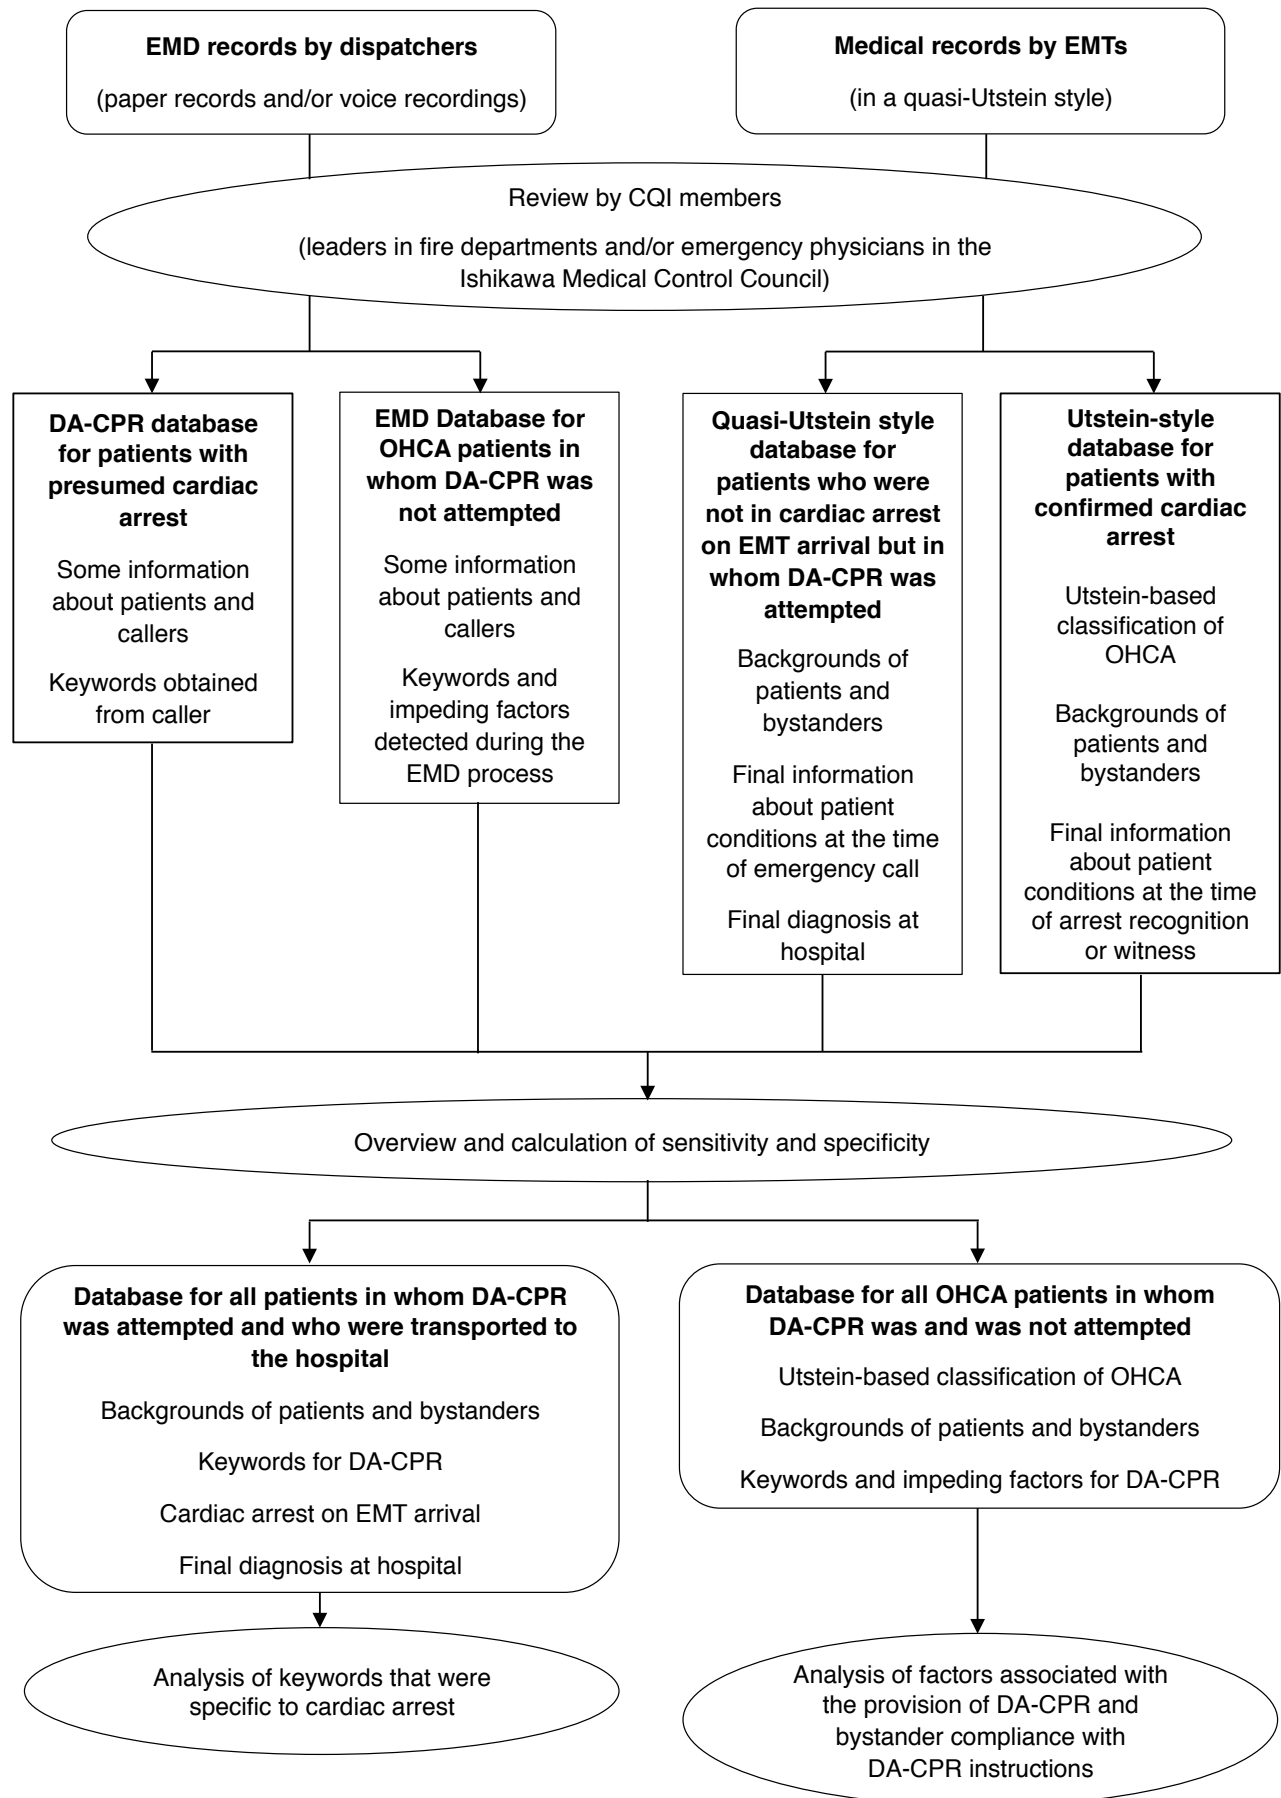 EMD records by dispatchers
(paper records and/or voice recordings)
Medical records by EMTs
(in a quasi-Utstein style)
Review by CQI members
(leaders in fire departments and/or emergency physicians in the
Ishikawa Medical Control Council)
DA-CPR database
for patients with
presumed cardiac
arrest
Some information
about patients and
callers
Keywords obtained
from caller
EMD Database for
OHCA patients in
whom DA-CPR was
not attempted
Some information
about patients and
callers
Keywords and
impeding factors
detected during the
EMD process
Quasi-Utstein style
database for
patients who were
not in cardiac arrest
on EMT arrival but in
whom DA-CPR was
attempted
Backgrounds of
patients and
bystanders
Final information
about patient
conditions at the time
of emergency call
Final diagnosis at
hospital
Utstein-style
database for
patients with
confirmed cardiac
arrest
Utstein-based
classification of
OHCA
Backgrounds of
patients and
bystanders
Final information
about patient
conditions at the time
of arrest recognition
or witness
Overview and calculation of sensitivity and specificity
Database for all patients in whom DA-CPR
was attempted and who were transported to
the hospital
Backgrounds of patients and bystanders
Keywords for DA-CPR
Cardiac arrest on EMT arrival
Final diagnosis at hospital
Database for all OHCA patients in whom
DA-CPR was and was not attempted
Utstein-based classification of OHCA
Backgrounds of patients and bystanders
Keywords and impeding factors for DA-CPR
Analysis of keywords that were
specific to cardiac arrest
Analysis of factors associated with
the provision of DA-CPR and
bystander compliance with
DA-CPR instructions